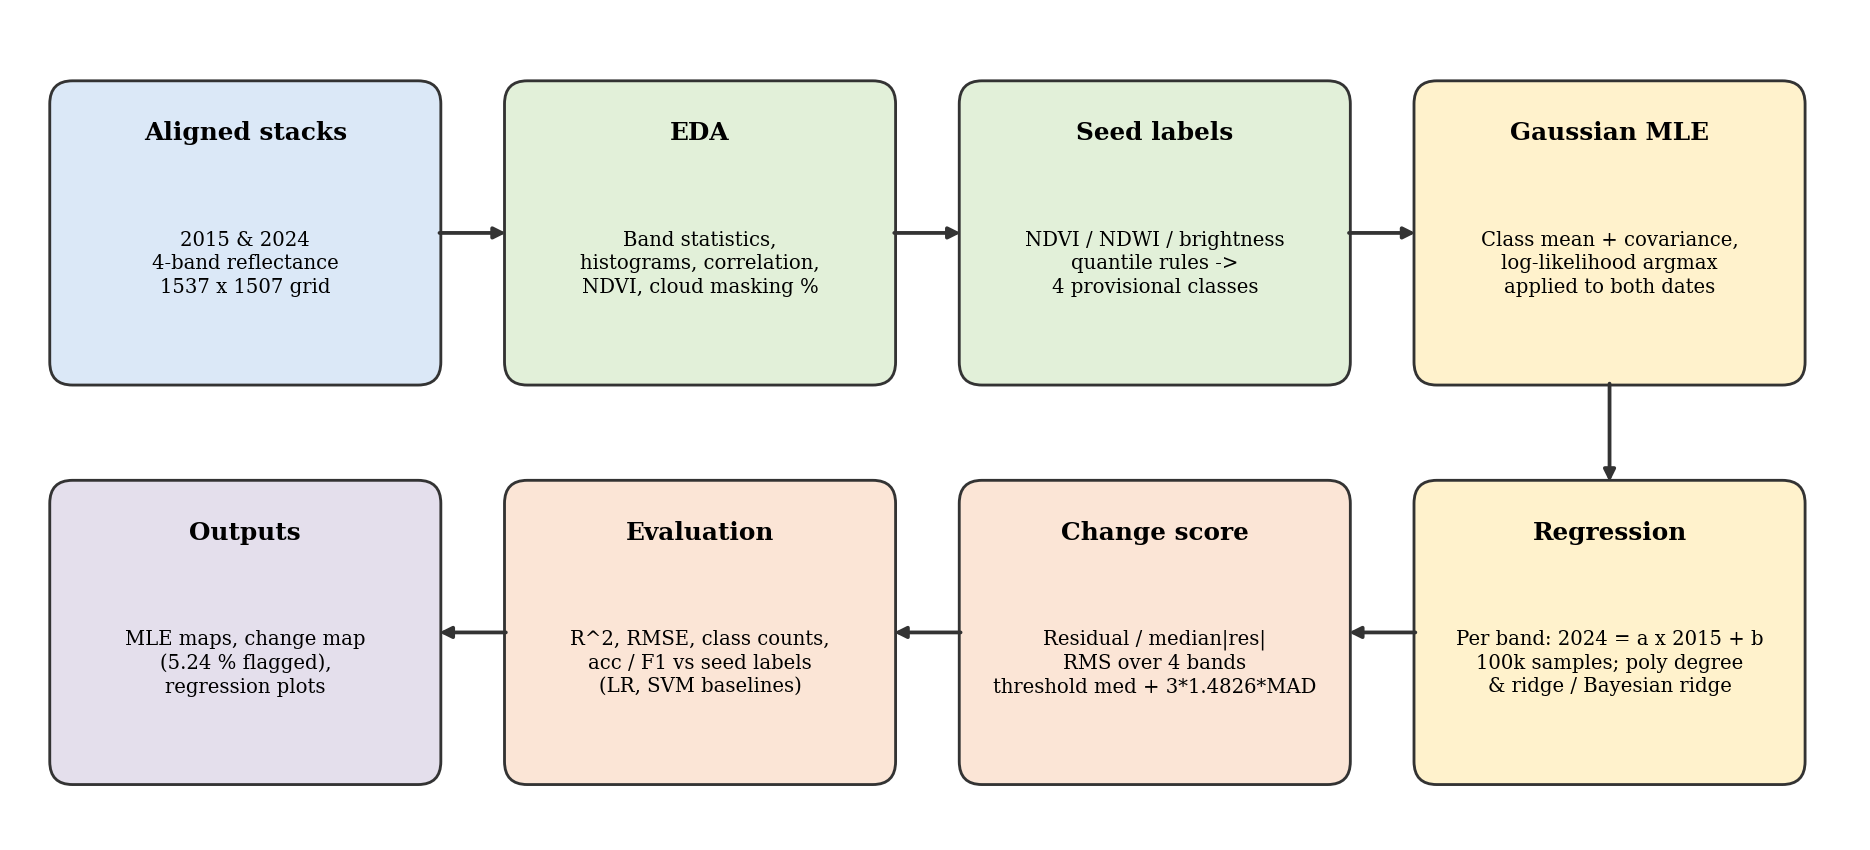 Aligned stacks
2015 & 2024
4-band reflectance
1537 x 1507 grid
EDA
Band statistics,
histograms, correlation,
NDVI, cloud masking %
Seed labels
NDVI / NDWI / brightness
quantile rules ->
4 provisional classes
Gaussian MLE
Class mean + covariance,
log-likelihood argmax
applied to both dates
Regression
Per band: 2024 = a x 2015 + b
100k samples; poly degree
& ridge / Bayesian ridge
Change score
Residual / median|res|
RMS over 4 bands
threshold med + 3*1.4826*MAD
Evaluation
R^2, RMSE, class counts,
acc / F1 vs seed labels
(LR, SVM baselines)
Outputs
MLE maps, change map
(5.24 % flagged),
regression plots